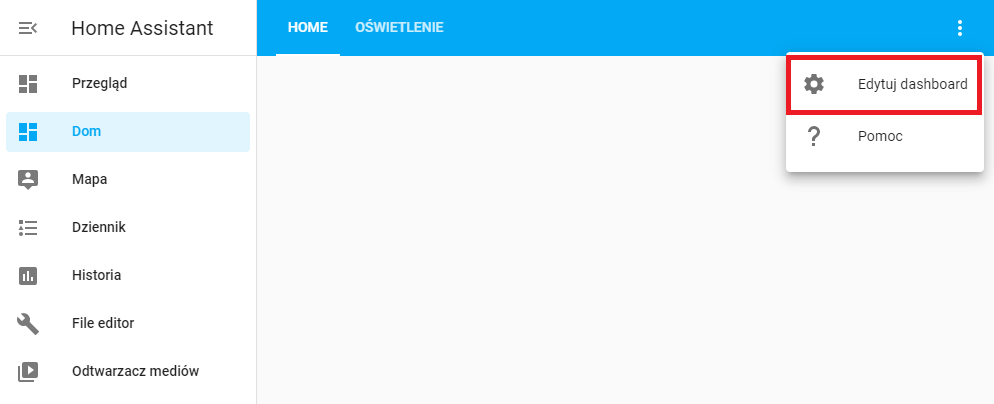 Home Assistant
HOME
OŚWIETLENIE
Przegląd
Dom
Mapa
Dziennik
Historia
File editor
Odtwarzacz mediów
Edytuj dashboard
Pomoc